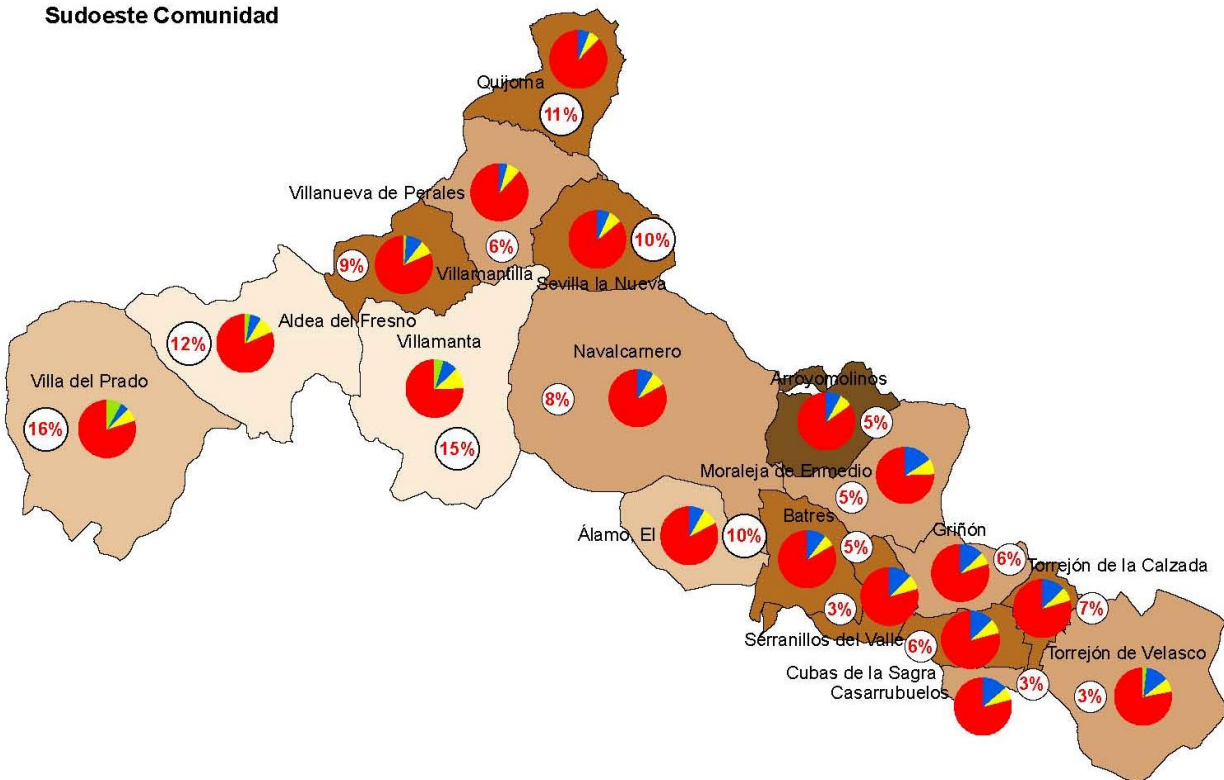 Sudoeste Comunidad
Quijorna
11%
Villanueva de Perales
6%
10%
9%
Villamantilla
Sevilla la Nueva
Aldea del Fresno
12%
Villamanta
Navalcarnero
Villa del Prado
8%
Arroyomolinos
5%
16%
15%
Moraleja de Enmedio
5%
Álamo, El
10%
Batres
5%
Griñón
6%
Torrejón de la Calzada
3%
7%
Serranillos del Valle
6%
Torrejón de Velasco
Cubas de la Sagra
3%
Casarrubuelos
3%